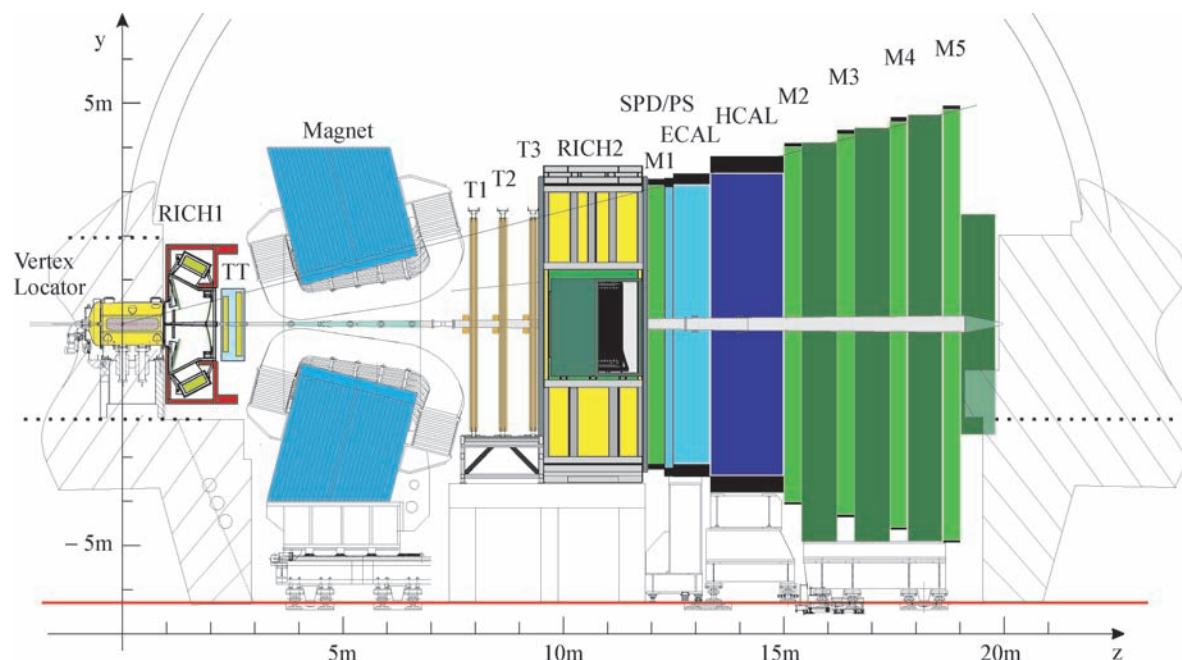 y
5m
Magnet
RICH1
Vertex
Locator
TT
T1
T2
T3
RICH2
SPD/PS
M1
ECAL
HCAL
M2
M3
M4
M5
− 5m
5m
10m
15m
20m
z